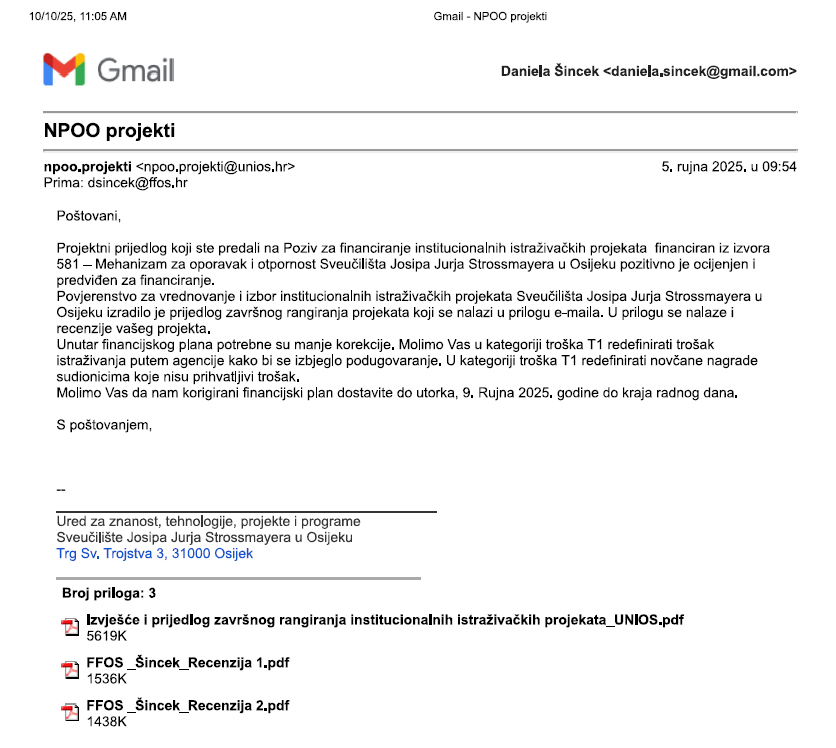 10/10/25, 11:05 AM
Gmail - NPOO projekti
Gmail
Daniela Šincek <daniela.sincek@gmail.com>
NPOO projekti
npoo.projekti <npoo.projekti@unios.hr>
5. rujna 2025. u 09:54
Prima: dsincek@ffos.hr
Poštovani,
Projektni prijedlog koji ste predali na Poziv za financiranje institucionalnih istraživačkih projekata financiran iz izvora
581 – Mehanizam za oporavak i otpornost Sveučilišta Josipa Jurja Strossmayera u Osijeku pozitivno je ocijenjen i
predviđen za financiranje.
Povjerenstvo za vrednovanje i izbor institucionalnih istraživačkih projekata Sveučilišta Josipa Jurja Strossmayera u
Osijeku izradilo je prijedlog završnog rangiranja projekata koji se nalazi u prilogu e-maila. U prilogu se nalaze i
recenzije vašeg projekta.
Unutar financijskog plana potrebne su manje korekcije. Molimo Vas u kategoriji troška T1 redefinirati trošak
istraživanja putem agencije kako bi se izbjeglo podugovaranje. U kategoriji troška T1 redefinirati novčane nagrade
sudionicima koje nisu prihvatljivi trošak.
Molimo Vas da nam korigirani financijski plan dostavite do utorka, 9. Rujna 2025. godine do kraja radnog dana.
S poštovanjem,
--
Ured za znanost, tehnologije, projekte i programe
Sveučilište Josipa Jurja Strossmayera u Osijeku
Trg Sv. Trojstva 3, 31000 Osijek
Broj priloga: 3
Izvješće i prijedlog završnog rangiranja institucionalnih istraživačkih projekata_UNIOS.pdf
5619K
FFOS _Šincek_Recenzija 1.pdf
1536K
FFOS _Šincek_Recenzija 2.pdf
1438K